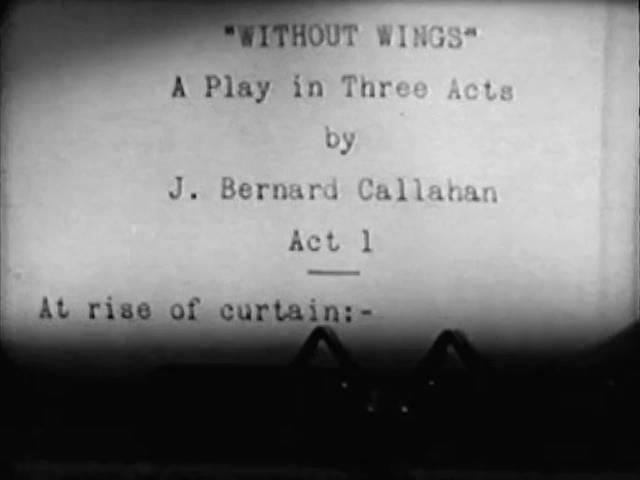 "WITHOUT WINGS"
A Play in Three Acts
by
J. Bernard Callahan
Act 1
At rise of curtain:-